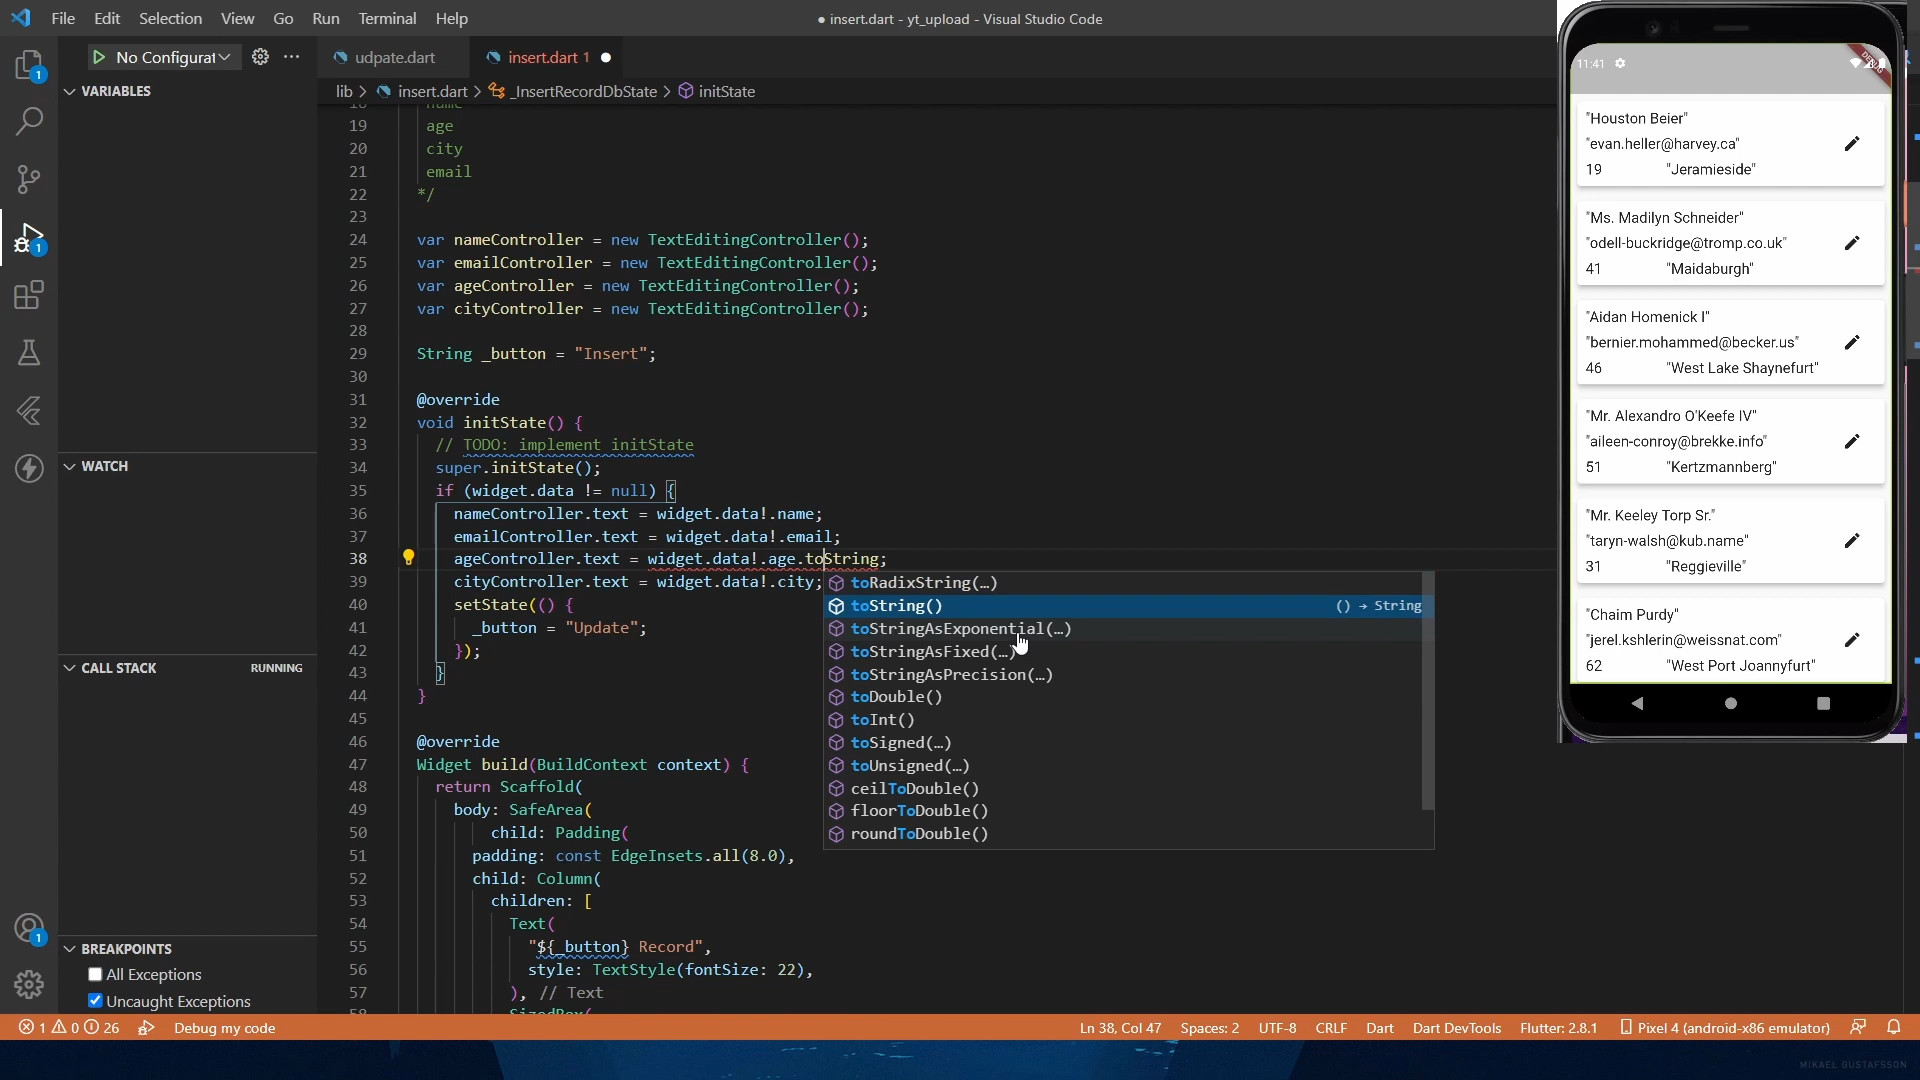 File Edit Selection View Go Run Terminal Help
● insert.dart - yt_upload - Visual Studio Code
No Configurat
udpate.dart
insert.dart 1
VARIABLES
lib > insert.dart > _InsertRecordDbState > initState
WATCH
CALL STACK
RUNNING
BREAKPOINTS
All Exceptions
Uncaught Exceptions
1
1
1
18 name
19 age
20 city
21 email
22 */
23
24 var nameController = new TextEditingController();
25 var emailController = new TextEditingController();
26 var ageController = new TextEditingController();
27 var cityController = new TextEditingController();
28
29 String _button = "Insert";
30
31 @override
32 void initState() {
33 // TODO: implement initState
34 super.initState();
35 if (widget.data != null) {
36 nameController.text = widget.data!.name;
37 emailController.text = widget.data!.email;
38 ageController.text = widget.data!.age.toString;
39 cityController.text = widget.data!.city;
40 setState(() {
41 _button = "Update";
42 });
43 }
44 }
45
46 @override
47 Widget build(BuildContext context) {
48 return Scaffold(
49 body: SafeArea(
50 child: Padding(
51 padding: const EdgeInsets.all(8.0),
52 child: Column(
53 children: [
54 Text(
55 "${_button} Record",
56 style: TextStyle(fontSize: 22),
57 ), // Text
58 SizedBox(
toRadixString(…)
toString() () → String
toStringAsExponential(…)
toStringAsFixed(…)
toStringAsPrecision(…)
toDouble()
toInt()
toSigned(…)
toUnsigned(…)
ceilToDouble()
floorToDouble()
roundToDouble()
11:41
DEBUG
"Houston Beier"
"evan.heller@harvey.ca"
19 "Jeramieside"
"Ms. Madilyn Schneider"
"odell-buckridge@tromp.co.uk"
41 "Maidaburgh"
"Aidan Homenick I"
"bernier.mohammed@becker.us"
46 "West Lake Shaynefurt"
"Mr. Alexandro O'Keefe IV"
"aileen-conroy@brekke.info"
51 "Kertzmannberg"
"Mr. Keeley Torp Sr."
"taryn-walsh@kub.name"
31 "Reggieville"
"Chaim Purdy"
"jerel.kshlerin@weissnat.com"
62 "West Port Joannyfurt"
1 0 26 Debug my code
Ln 38, Col 47 Spaces: 2 UTF-8 CRLF Dart Dart DevTools Flutter: 2.8.1 Pixel 4 (android-x86 emulator)
MIKAEL GUSTAFSSON